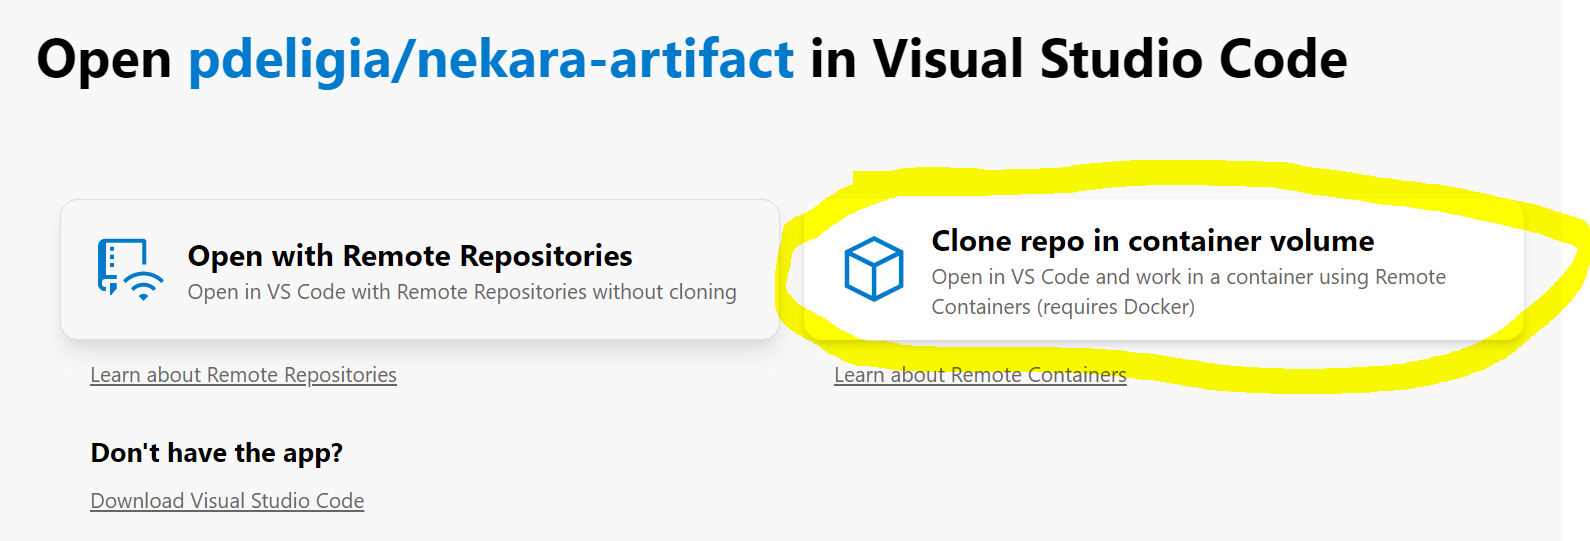 Open pdeligia/nekara-artifact in Visual Studio Code
Open with Remote Repositories
Open in VS Code with Remote Repositories without cloning
Learn about Remote Repositories
Clone repo in container volume
Open in VS Code and work in a container using Remote
Containers (requires Docker)
Learn about Remote Containers
Don't have the app?
Download Visual Studio Code